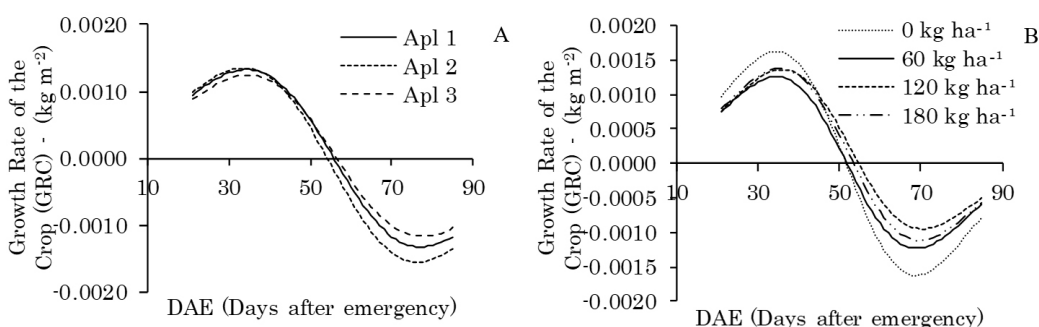 Growth Rate of the
Crop (GRC) - (kg m-2)
0.0020
0.0010
0.0000
-0.0010
-0.0020
10 30 50 70 90
DAE (Days after emergency)
Apl 1
Apl 2
Apl 3
A
Growth Rate of the
Crop (GRC) - (kg m-2)
0.0020
0.0015
0.0010
0.0005
0.0000
-0.0005
-0.0010
-0.0015
-0.0020
10 30 50 70 90
DAE (Days after emergency)
0 kg ha-1
60 kg ha-1
120 kg ha-1
180 kg ha-1
B